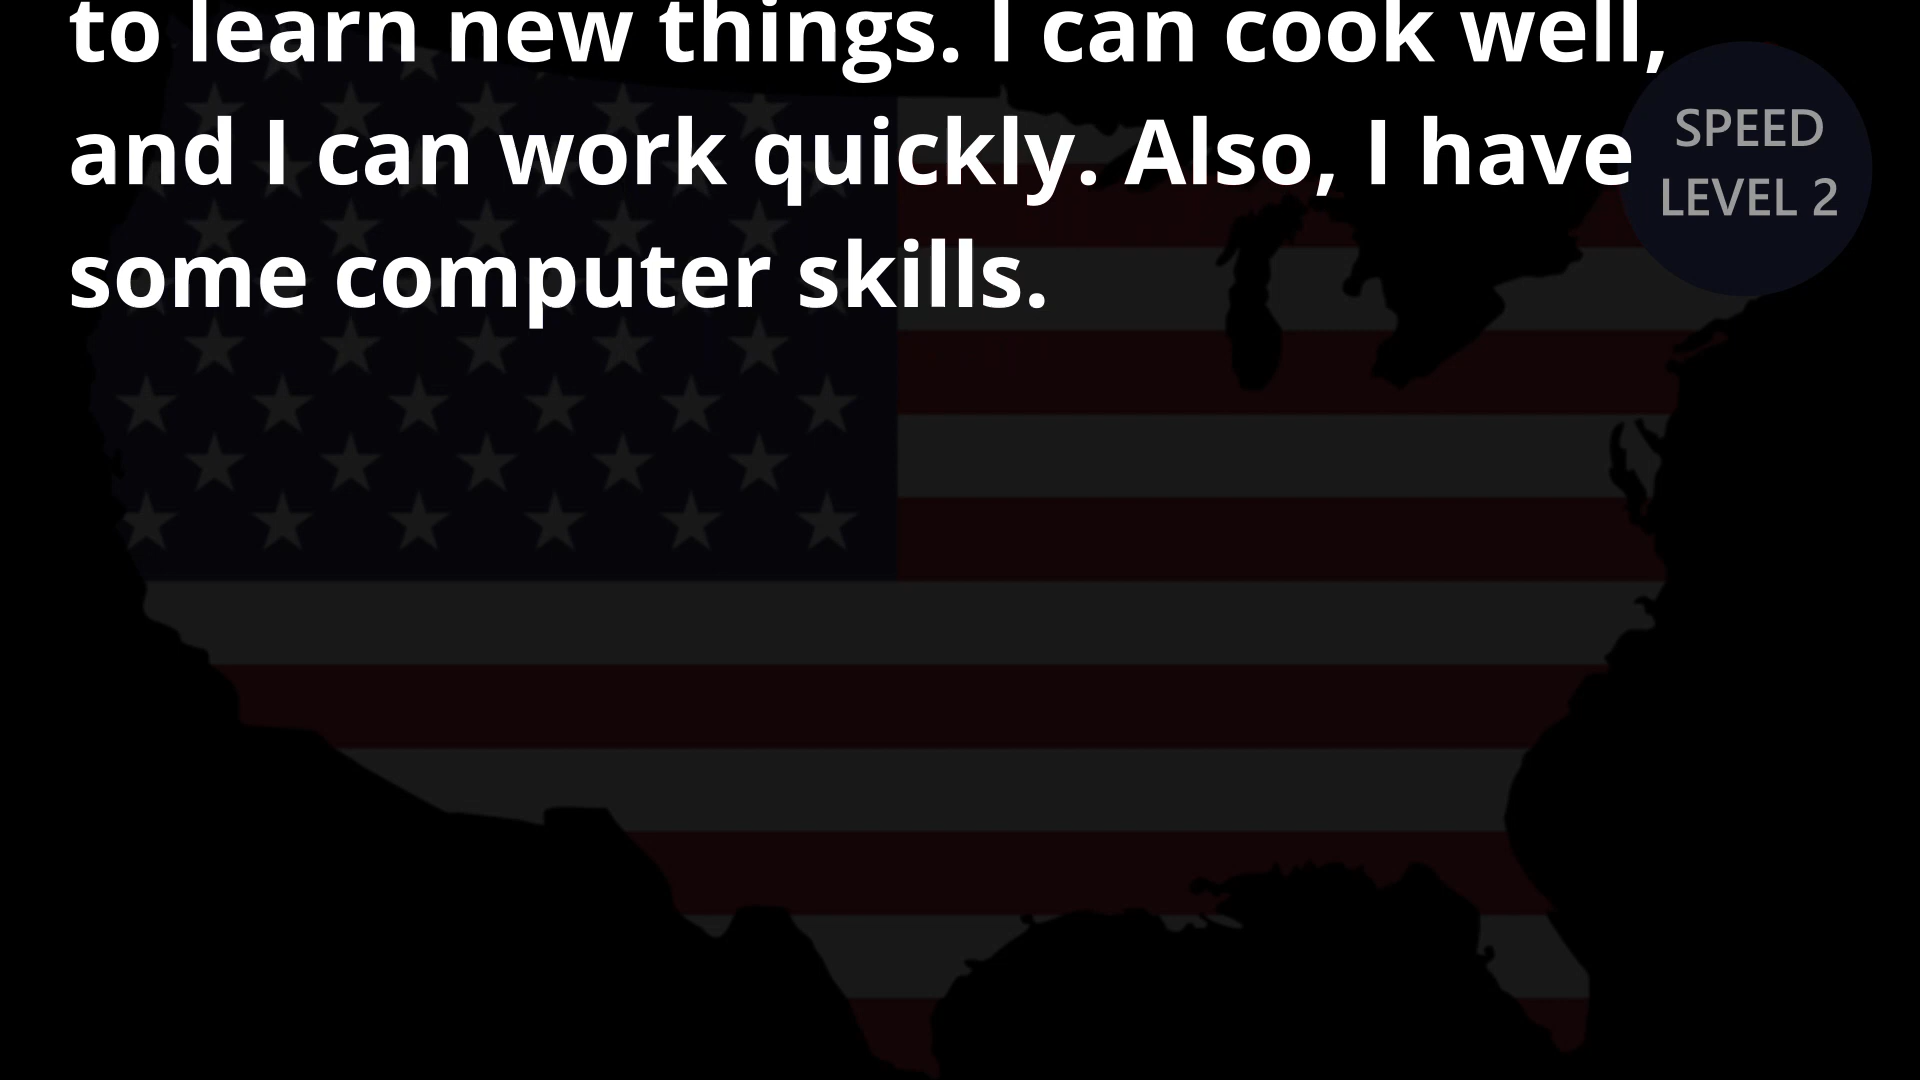 to learn new things. I can cook well,
and I can work quickly. Also, I have
some computer skills.
SPEED
LEVEL 2